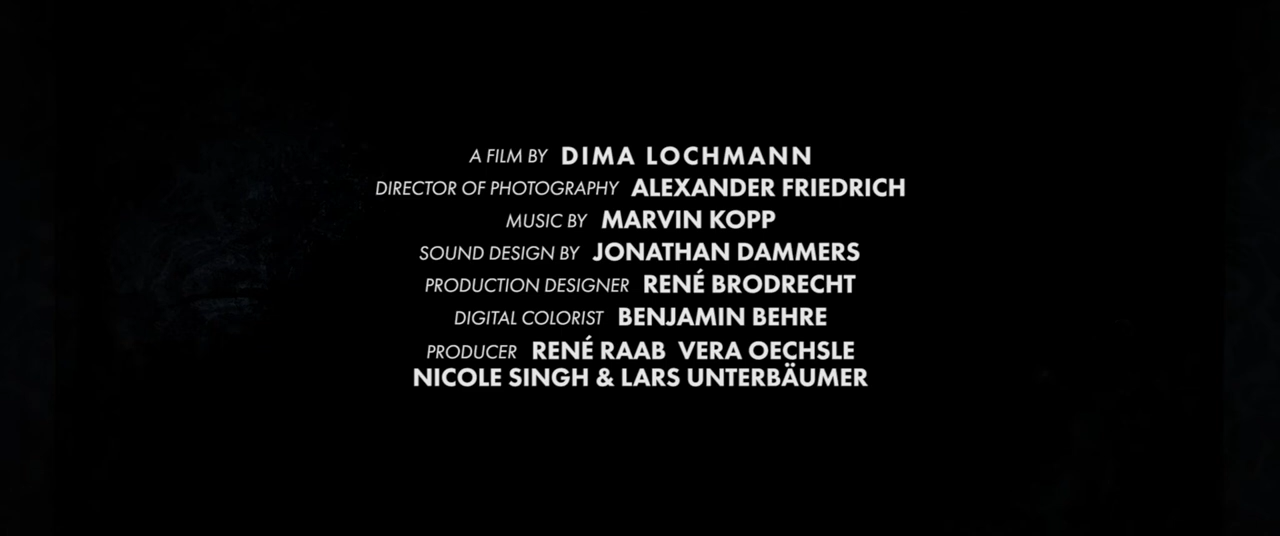 A FILM BY DIMA LOCHMANN
DIRECTOR OF PHOTOGRAPHY ALEXANDER FRIEDRICH
MUSIC BY MARVIN KOPP
SOUND DESIGN BY JONATHAN DAMMERS
PRODUCTION DESIGNER RENÉ BRODRECHT
DIGITAL COLORIST BENJAMIN BEHRE
PRODUCER RENÉ RAAB VERA OECHSLE
NICOLE SINGH & LARS UNTERBÄUMER